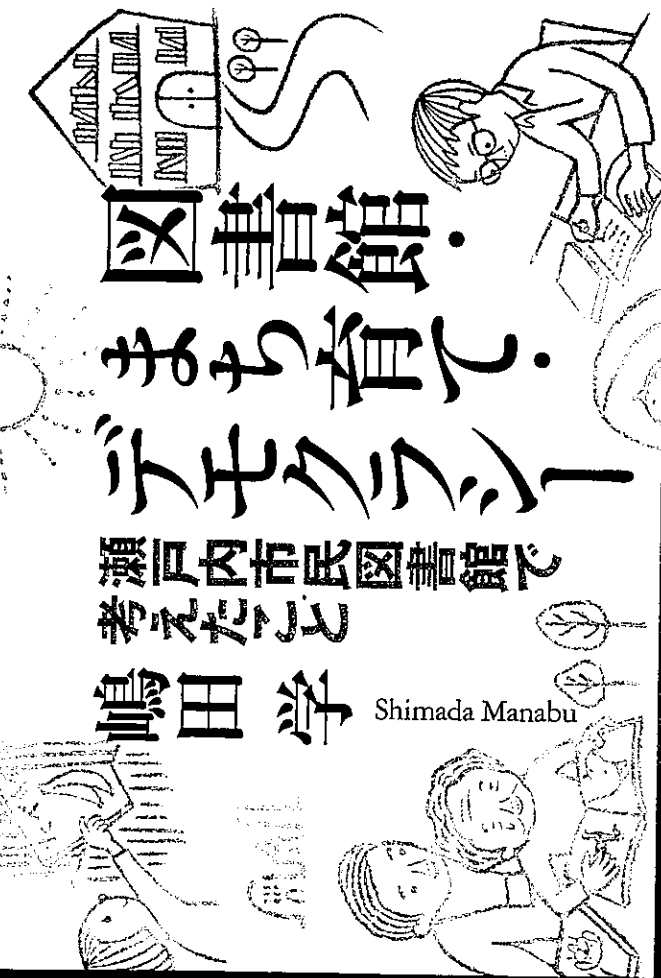 図書館・
まち育て・
デモクラシー
瀬戸内市民図書館で
考えたこと
嶋田 学
Shimada Manabu